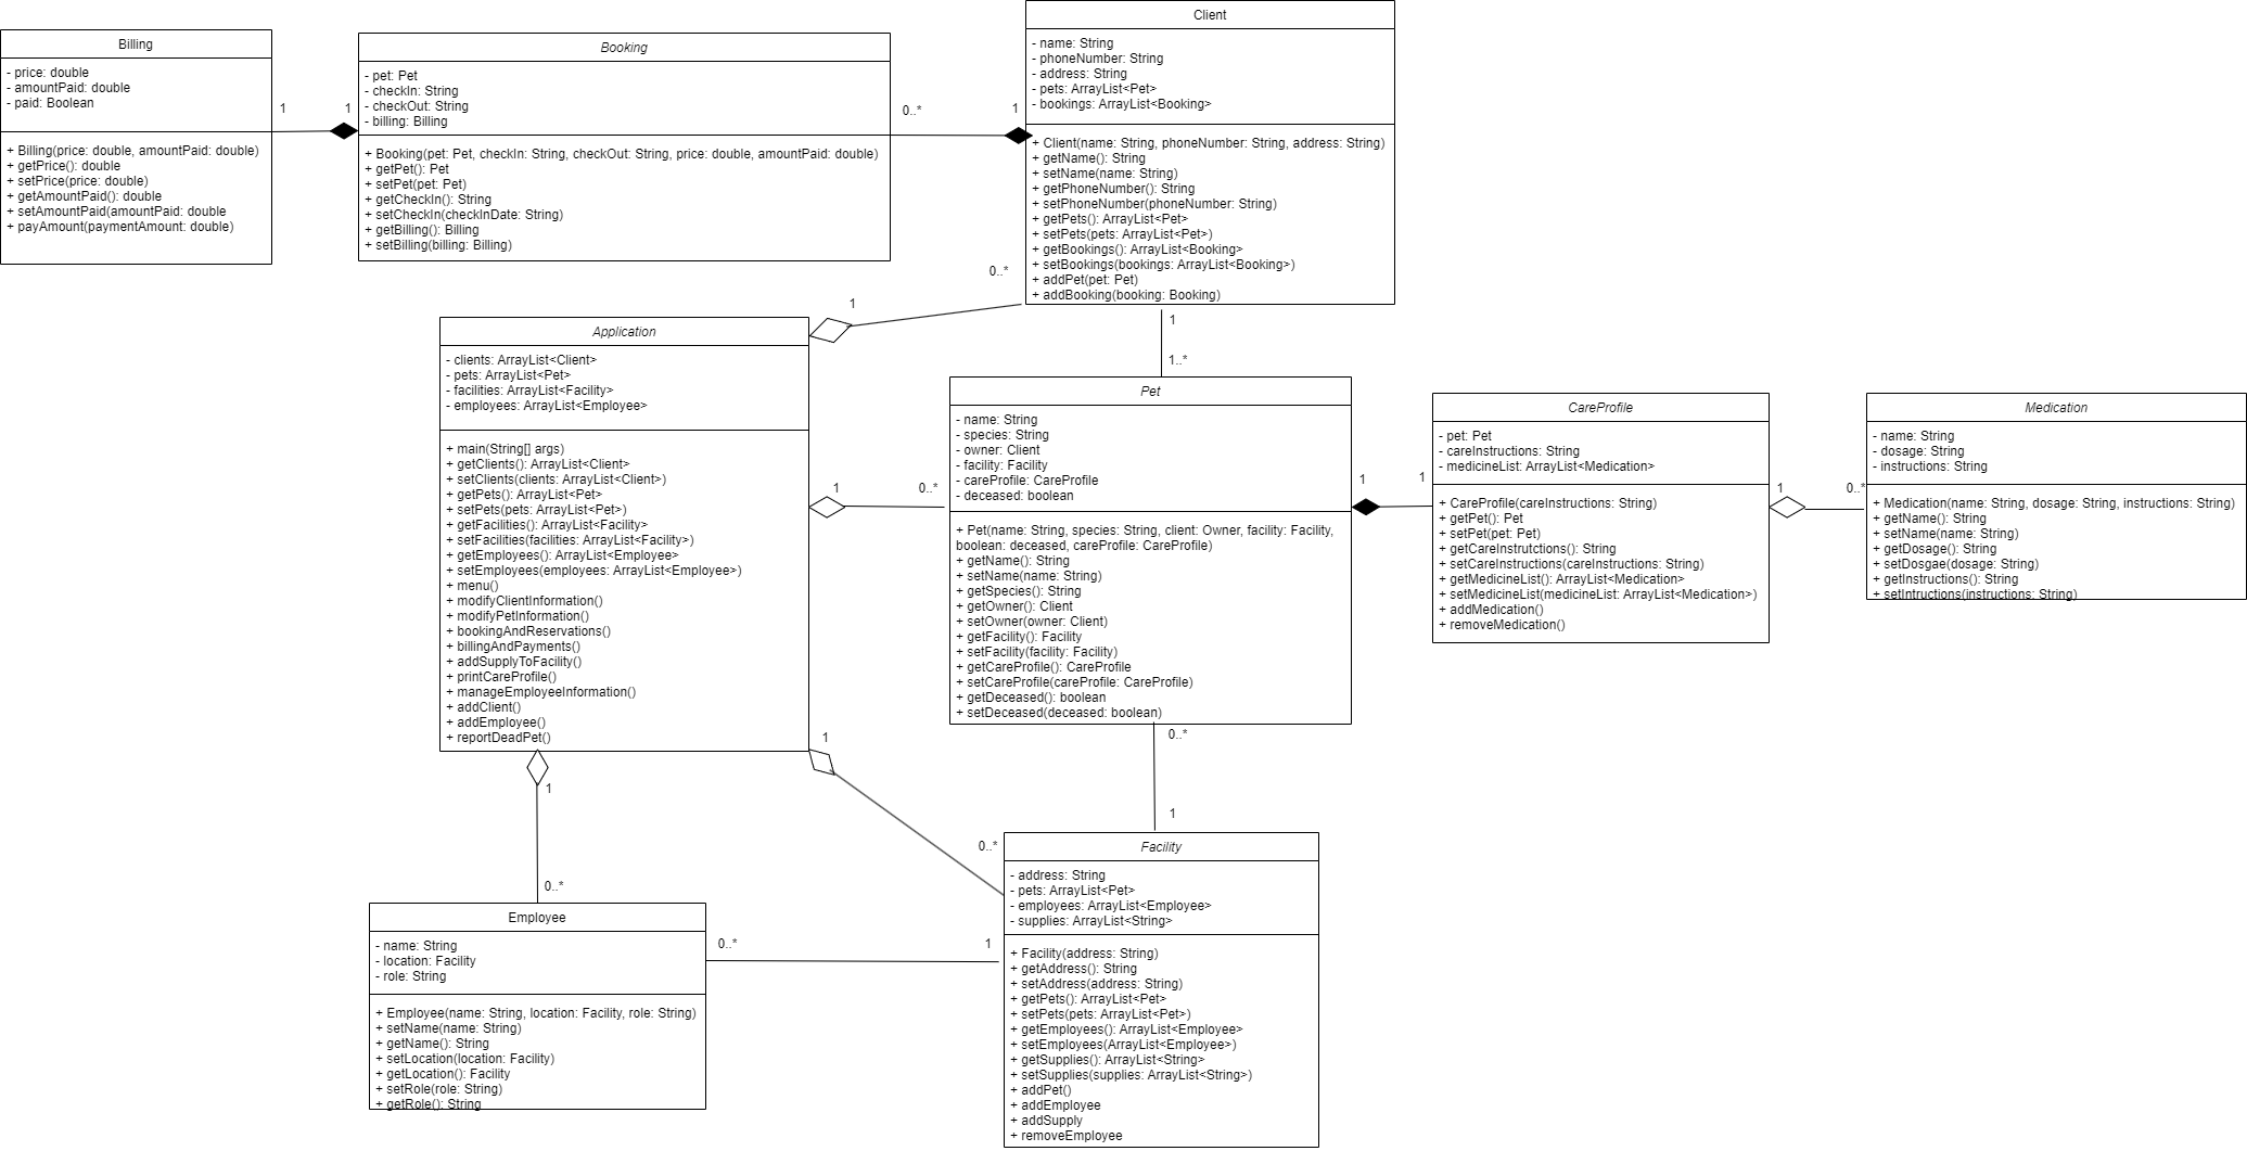 Billing
- price: double
- amountPaid: double
- paid: Boolean
+ Billing(price: double, amountPaid: double)
+ getPrice(): double
+ setPrice(price: double)
+ getAmountPaid(): double
+ setAmountPaid(amountPaid: double
+ payAmount(paymentAmount: double)
1
1
Booking
- pet: Pet
- checkIn: String
- checkOut: String
- billing: Billing
+ Booking(pet: Pet, checkIn: String, checkOut: String, price: double, amountPaid: double)
+ getPet(): Pet
+ setPet(pet: Pet)
+ getCheckIn(): String
+ setCheckIn(checkInDate: String)
+ getBilling(): Billing
+ setBilling(billing: Billing)
0..*
1
Client
- name: String
- phoneNumber: String
- address: String
- pets: ArrayList<Pet>
- bookings: ArrayList<Booking>
+ Client(name: String, phoneNumber: String, address: String)
+ getName(): String
+ setName(name: String)
+ getPhoneNumber(): String
+ setPhoneNumber(phoneNumber: String)
+ getPets(): ArrayList<Pet>
+ setPets(pets: ArrayList<Pet>)
+ getBookings(): ArrayList<Booking>
+ setBookings(bookings: ArrayList<Booking>)
+ addPet(pet: Pet)
+ addBooking(booking: Booking)
0..*
1
1
1..*
Application
- clients: ArrayList<Client>
- pets: ArrayList<Pet>
- facilities: ArrayList<Facility>
- employees: ArrayList<Employee>
+ main(String[] args)
+ getClients(): ArrayList<Client>
+ setClients(clients: ArrayList<Client>)
+ getPets(): ArrayList<Pet>
+ setPets(pets: ArrayList<Pet>)
+ getFacilities(): ArrayList<Facility>
+ setFacilities(facilities: ArrayList<Facility>)
+ getEmployees(): ArrayList<Employee>
+ setEmployees(employees: ArrayList<Employee>)
+ menu()
+ modifyClientInformation()
+ modifyPetInformation()
+ bookingAndReservations()
+ billingAndPayments()
+ addSupplyToFacility()
+ printCareProfile()
+ manageEmployeeInformation()
+ addClient()
+ addEmployee()
+ reportDeadPet()
1
0..*
Pet
- name: String
- species: String
- owner: Client
- facility: Facility
- careProfile: CareProfile
- deceased: boolean
+ Pet(name: String, species: String, client: Owner, facility: Facility,
boolean: deceased, careProfile: CareProfile)
+ getName(): String
+ setName(name: String)
+ getSpecies(): String
+ getOwner(): Client
+ setOwner(owner: Client)
+ getFacility(): Facility
+ setFacility(facility: Facility)
+ getCareProfile(): CareProfile
+ setCareProfile(careProfile: CareProfile)
+ getDeceased(): boolean
+ setDeceased(deceased: boolean)
1
1
CareProfile
- pet: Pet
- careInstructions: String
- medicineList: ArrayList<Medication>
+ CareProfile(careInstructions: String)
+ getPet(): Pet
+ setPet(pet: Pet)
+ getCareInstrutctions(): String
+ setCareInstructions(careInstructions: String)
+ getMedicineList(): ArrayList<Medication>
+ setMedicineList(medicineList: ArrayList<Medication>)
+ addMedication()
+ removeMedication()
1
0..*
Medication
- name: String
- dosage: String
- instructions: String
+ Medication(name: String, dosage: String, instructions: String)
+ getName(): String
+ setName(name: String)
+ getDosage(): String
+ setDosgae(dosage: String)
+ getInstructions(): String
+ setIntructions(instructions: String)
0..*
1
1
0..*
1
0..*
Employee
- name: String
- location: Facility
- role: String
+ Employee(name: String, location: Facility, role: String)
+ setName(name: String)
+ getName(): String
+ setLocation(location: Facility)
+ getLocation(): Facility
+ setRole(role: String)
+ getRole(): String
0..*
1
Facility
- address: String
- pets: ArrayList<Pet>
- employees: ArrayList<Employee>
- supplies: ArrayList<String>
+ Facility(address: String)
+ getAddress(): String
+ setAddress(address: String)
+ getPets(): ArrayList<Pet>
+ setPets(pets: ArrayList<Pet>)
+ getEmployees(): ArrayList<Employee>
+ setEmployees(ArrayList<Employee>)
+ getSupplies(): ArrayList<String>
+ setSupplies(supplies: ArrayList<String>)
+ addPet()
+ addEmployee
+ addSupply
+ removeEmployee